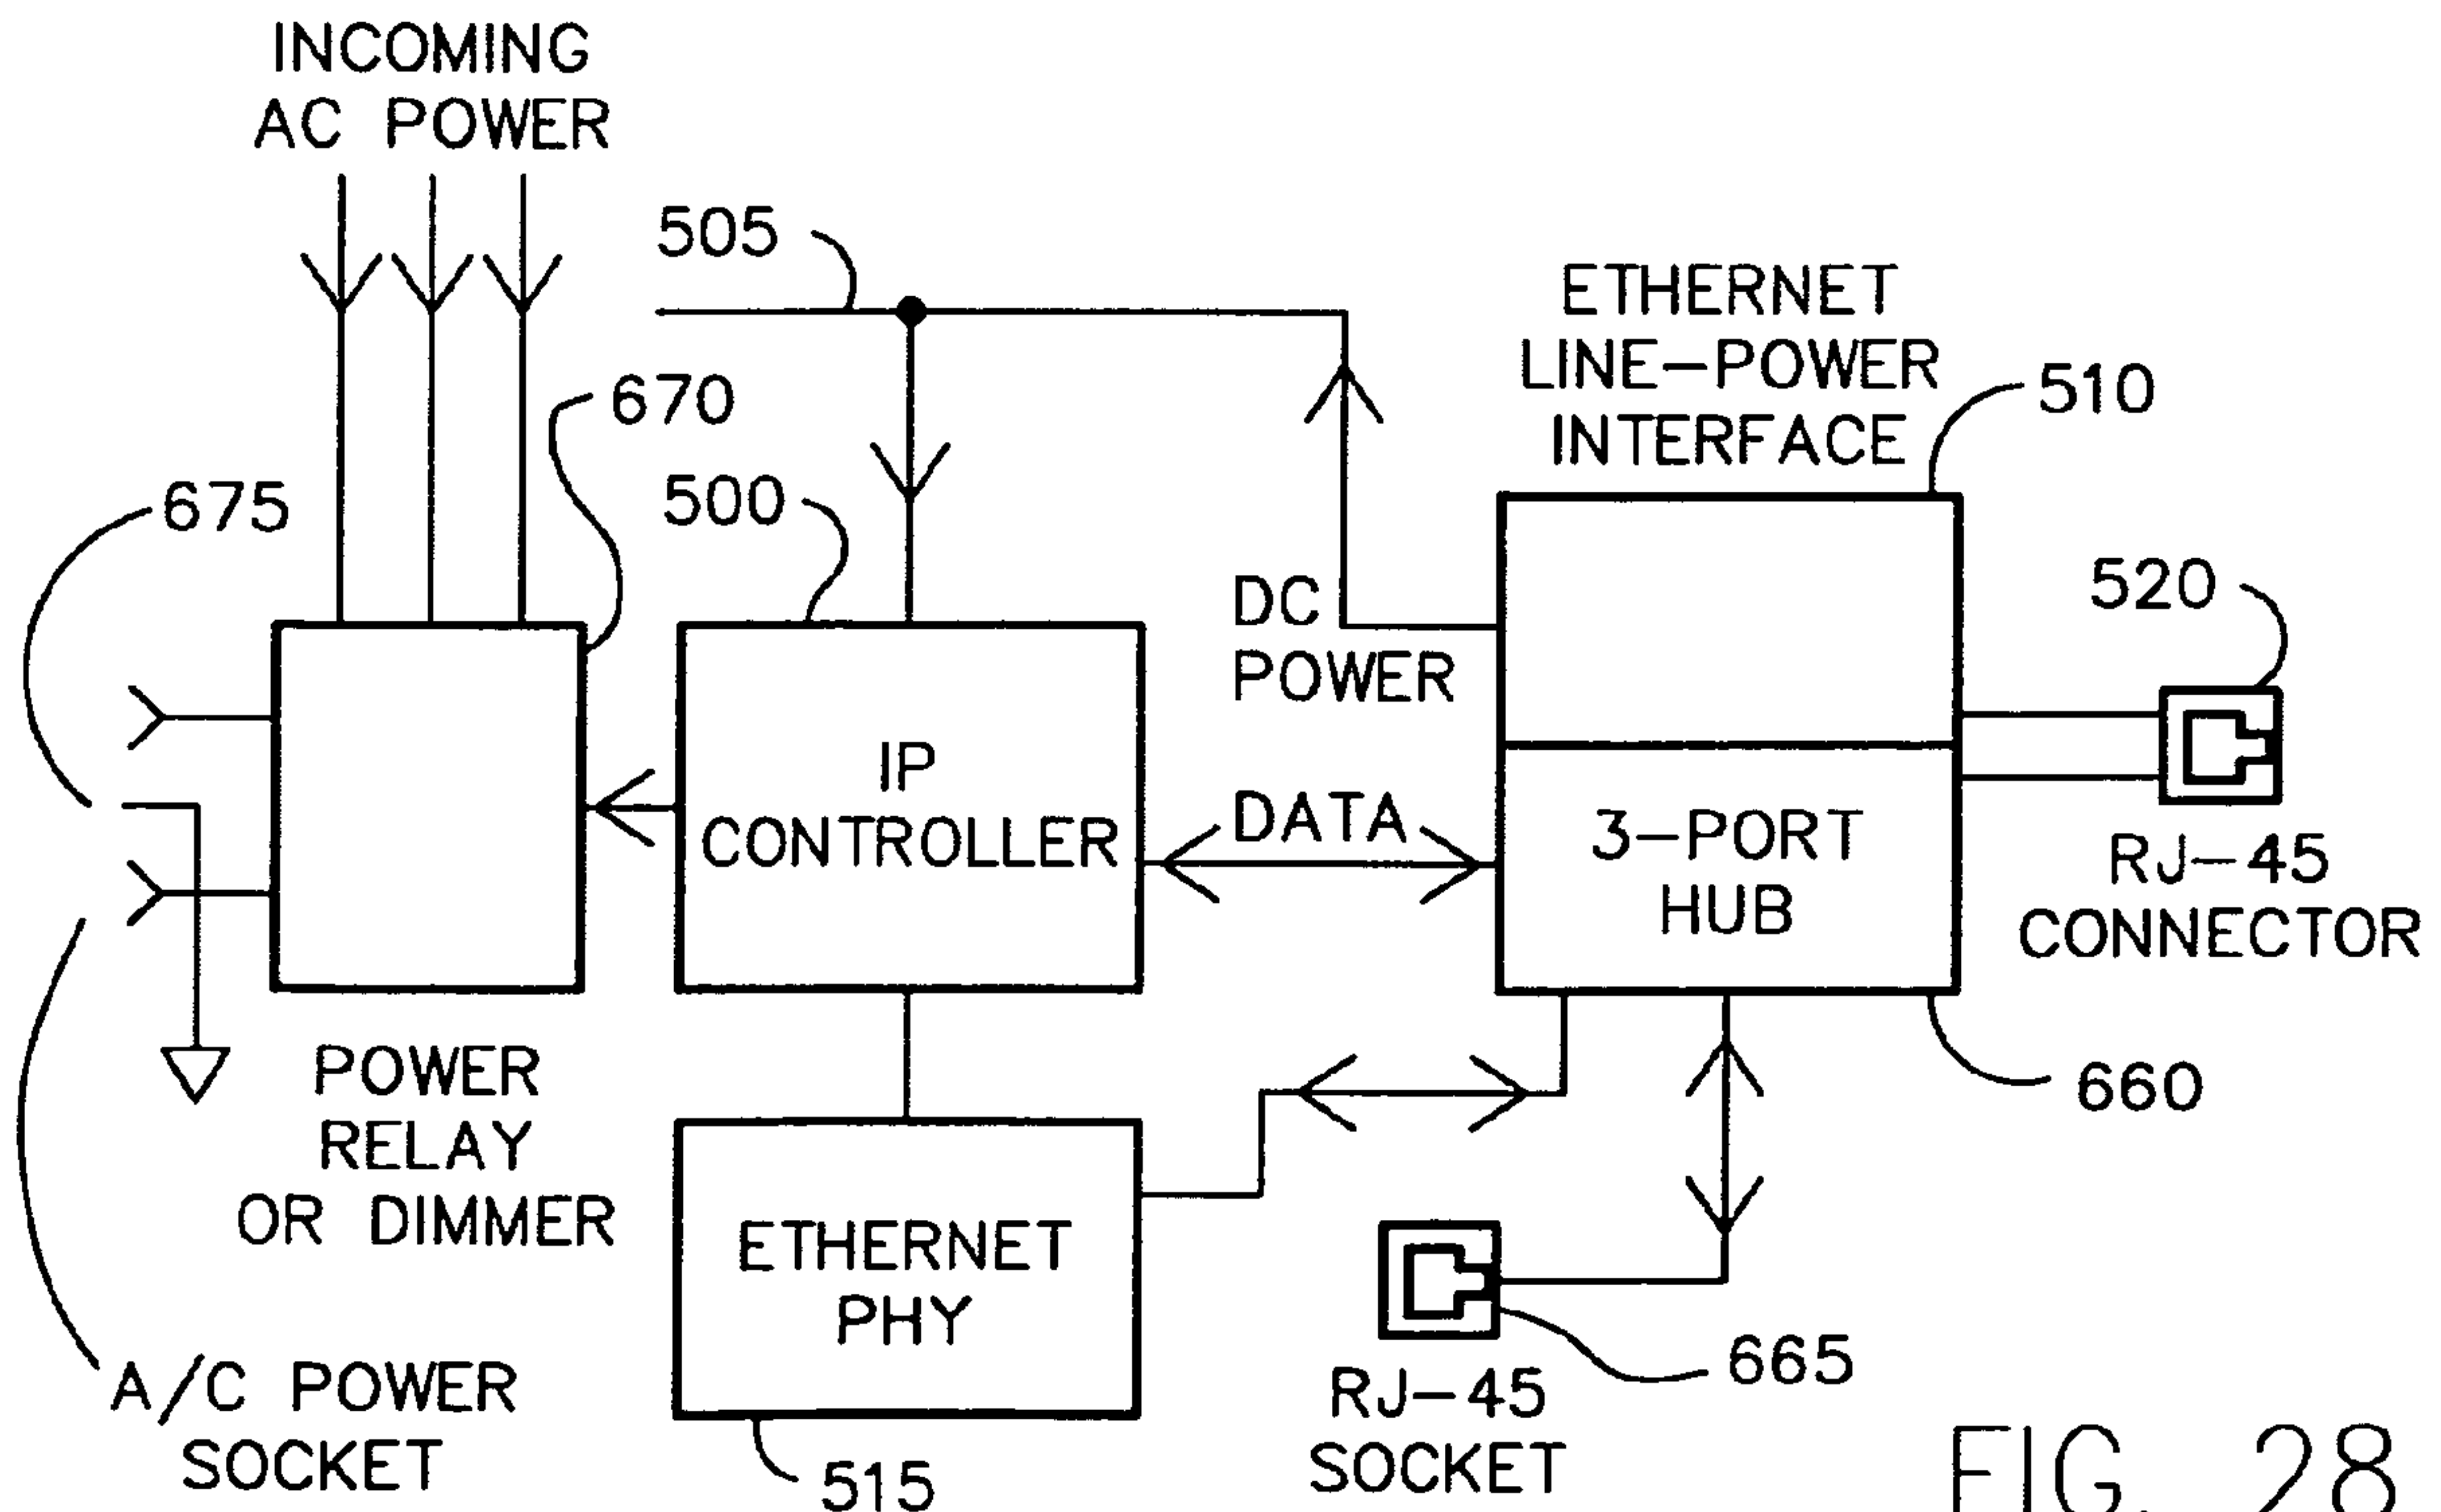 INCOMING
AC POWER
505
ETHERNET
LINE-POWER
INTERFACE
510
670
675
500
DC
POWER
520
IP
CONTROLLER
DATA
3-PORT
HUB
RJ-45
CONNECTOR
POWER
RELAY
OR DIMMER
660
ETHERNET
PHY
A/C POWER
SOCKET
515
RJ-45
SOCKET
665
FIG. 28